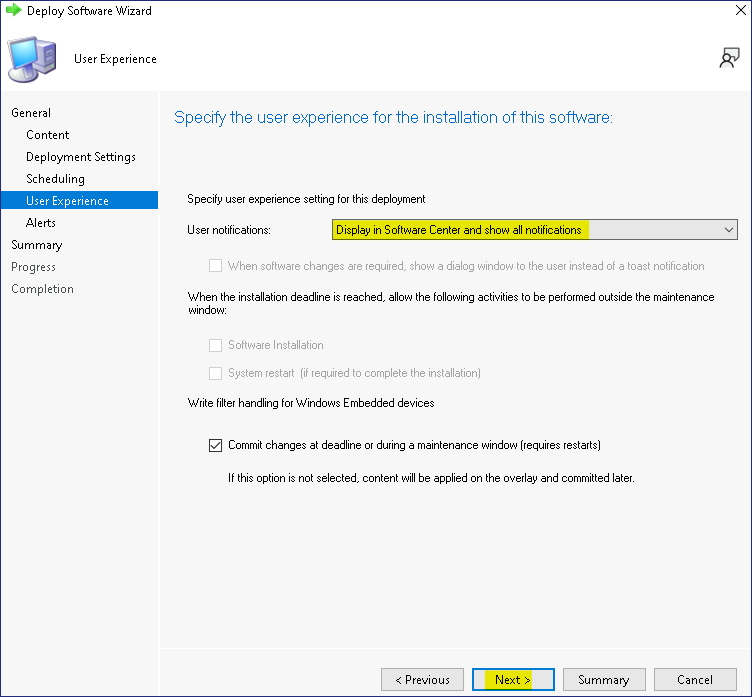 Deploy Software Wizard
User Experience
General
Content
Deployment Settings
Scheduling
User Experience
Alerts
Summary
Progress
Completion
Specify the user experience for the installation of this software:
Specify user experience setting for this deployment
User notifications:
Display in Software Center and show all notifications
When software changes are required, show a dialog window to the user instead of a toast notification
When the installation deadline is reached, allow the following activities to be performed outside the maintenance
window:
Software Installation
System restart (if required to complete the installation)
Write filter handling for Windows Embedded devices
Commit changes at deadline or during a maintenance window (requires restarts)
If this option is not selected, content will be applied on the overlay and committed later.
< Previous
Next >
Summary
Cancel